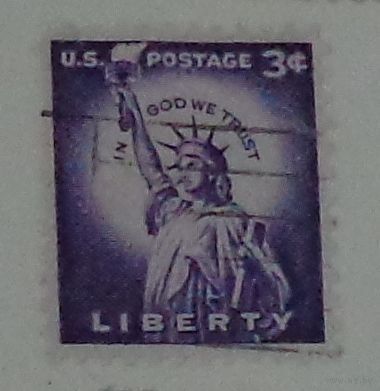 U.S. POSTAGE 3¢
IN GOD WE TRUST
LIBERTY